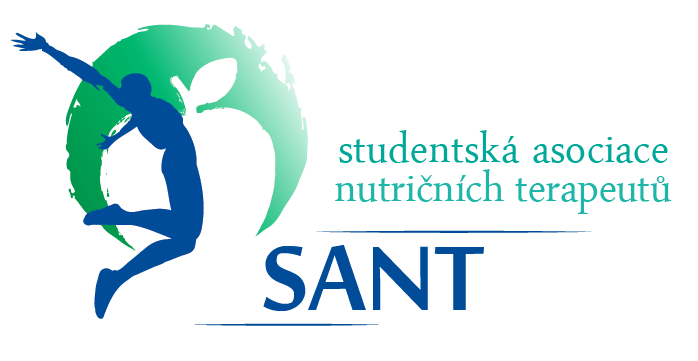 studentská asociace
nutričních terapeutů
SANT